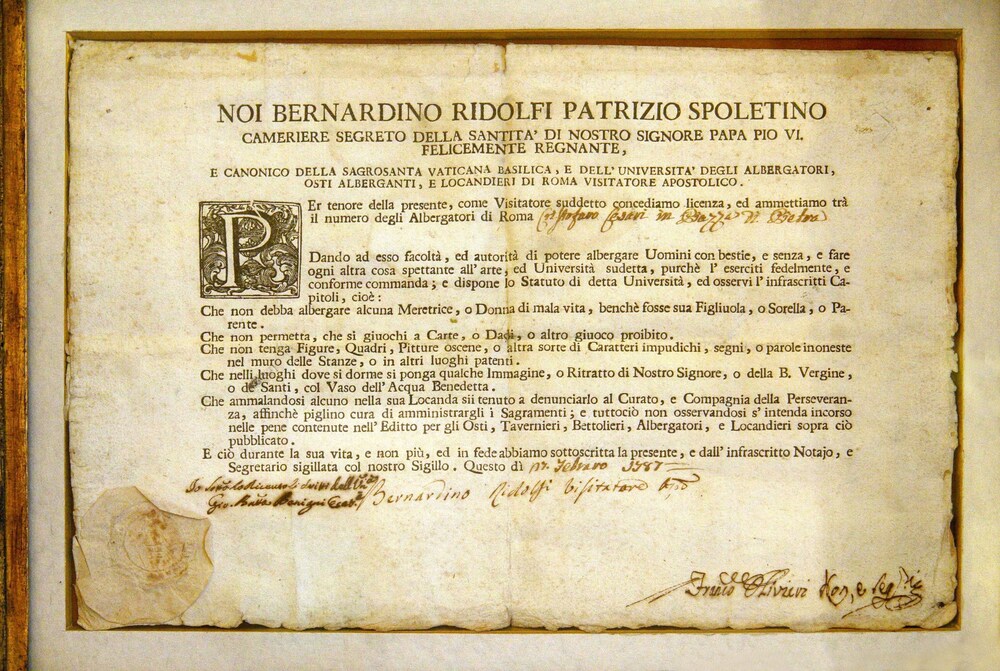 NOI BERNARDINO RIDOLFI PATRIZIO SPOLETINO
CAMERIERE SEGRETO DELLA SANTITA' DI NOSTRO SIGNORE PAPA PIO VI.
FELICEMENTE REGNANTE,
E CANONICO DELLA SAGROSANTA VATICANA BASILICA, E DELL'UNIVERSITA' DEGLI ALBERGATORI,
OSTI ALBERGANTI, E LOCANDIERI DI ROMA VISITATORE APOSTOLICO.
PEr tenore della presente, come Visitatore suddetto concediamo licenza, ed ammettiamo trà
il numero degli Albergatori di Roma in Piazza di Pietra
Dando ad esso facoltà, ed autorità di potere albergare Uomini con bestie, e senza, e fare
ogni altra cosa spettante all'arte, ed Università sudetta, purchè l'eserciti fedelmente, e
conforme commanda; e dispone lo Statuto di detta Università, ed osservi l'infrascritti Ca-
pitoli, cioè:
Che non debba albergare alcuna Meretrice, o Donna di mala vita, benchè fosse sua Figliuola, o Sorella, o Pa-
rente.
Che non permetta, che si giuochi a Carte, o Dadi, o altro giuoco proibito.
Che non tenga Figure, Quadri, Pitture oscene, o altra sorte di Caratteri impudichi, segni, o parole inoneste
nel muro delle Stanze, o in altri luoghi patenti.
Che nelli luoghi dove si dorme si ponga qualche Immagine, o Ritratto di Nostro Signore, o della B. Vergine,
o de' Santi, col Vaso dell'Acqua Benedetta.
Che ammalandosi alcuno nella sua Locanda sii tenuto a denunciarlo al Curato, e Compagnia della Perseveran-
za, affinchè piglino cura di amministrargli i Sagramenti; e tuttociò non osservandosi s'intenda incorso
nelle pene contenute nell'Editto per gli Osti, Tavernieri, Bettolieri, Albergatori, e Locandieri sopra ciò
pubblicato.
E ciò durante la sua vita, e non più, ed in fede abbiamo sottoscritta la presente, e dall'infrascritto Notajo, e
Segretario sigillata col nostro Sigillo. Questo dì Febraro 1787
Bernardino Ridolfi Visitatore
Gio. Batta Benigni
Olivieri